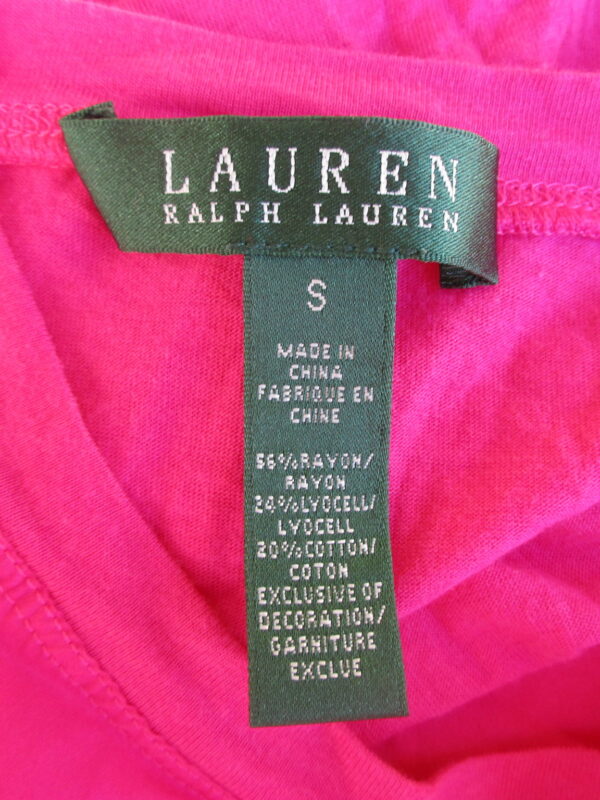 LAUREN
RALPH LAUREN
S
MADE IN
CHINA
FABRIQUE EN
CHINE
56%RAYON/
RAYON
24%LYOCELL/
LYOCELL
20%COTTON/
COTON
EXCLUSIVE OF
DECORATION/
GARNITURE
EXCLUE